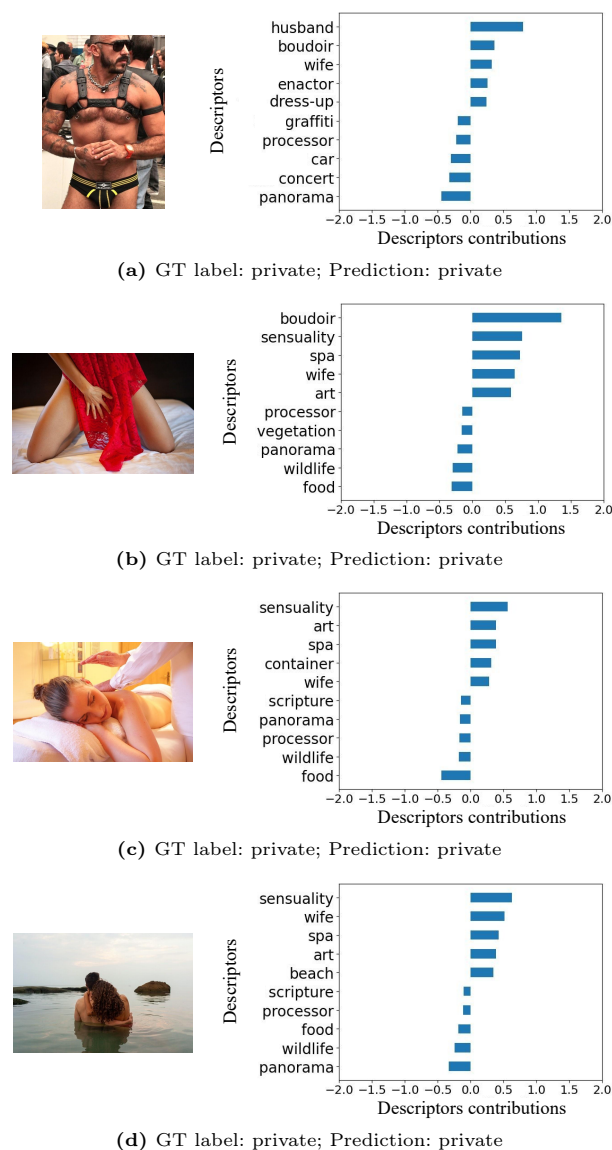 husband
boudoir
wife
enactor
dress-up
graffiti
processor
car
concert
panorama
Descriptors
−2.0 −1.5 −1.0 −0.5 0.0 0.5 1.0 1.5 2.0
Descriptors contributions
(a) GT label: private; Prediction: private
boudoir
sensuality
spa
wife
art
processor
vegetation
panorama
wildlife
food
Descriptors
−2.0 −1.5 −1.0 −0.5 0.0 0.5 1.0 1.5 2.0
Descriptors contributions
(b) GT label: private; Prediction: private
sensuality
art
spa
container
wife
scripture
panorama
processor
wildlife
food
Descriptors
−2.0 −1.5 −1.0 −0.5 0.0 0.5 1.0 1.5 2.0
Descriptors contributions
(c) GT label: private; Prediction: private
sensuality
wife
spa
art
beach
scripture
processor
food
wildlife
panorama
Descriptors
−2.0 −1.5 −1.0 −0.5 0.0 0.5 1.0 1.5 2.0
Descriptors contributions
(d) GT label: private; Prediction: private